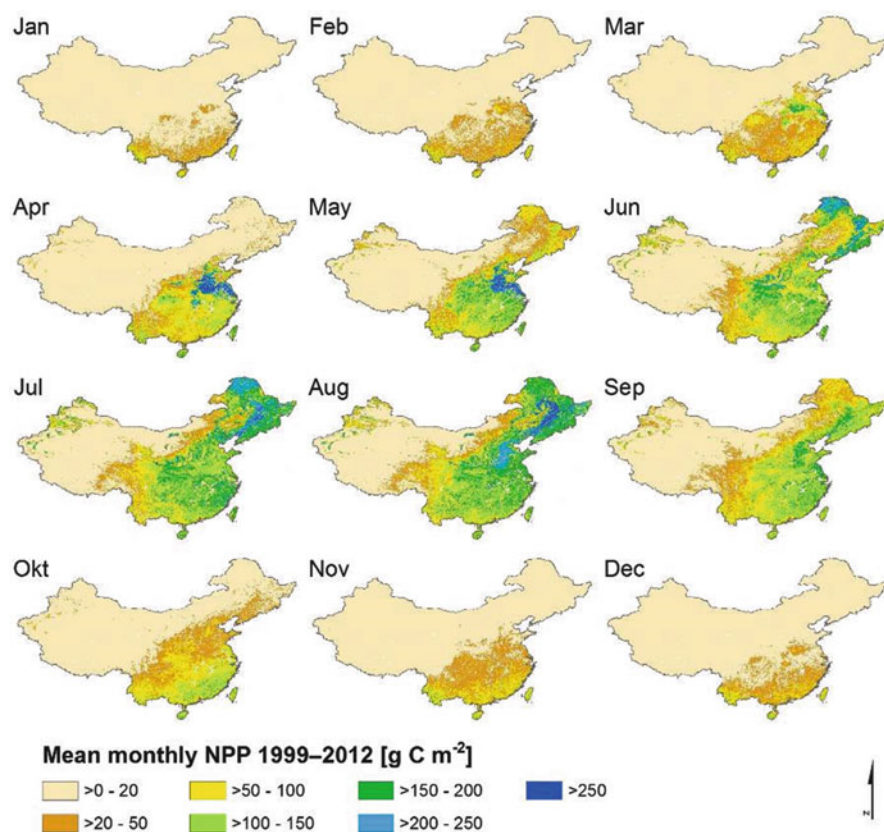 Jan Feb Mar
Apr May Jun
Jul Aug Sep
Okt Nov Dec
Mean monthly NPP 1999–2012 [g C m⁻²]
>0 - 20 >50 - 100 >150 - 200 >250
>20 - 50 >100 - 150 >200 - 250